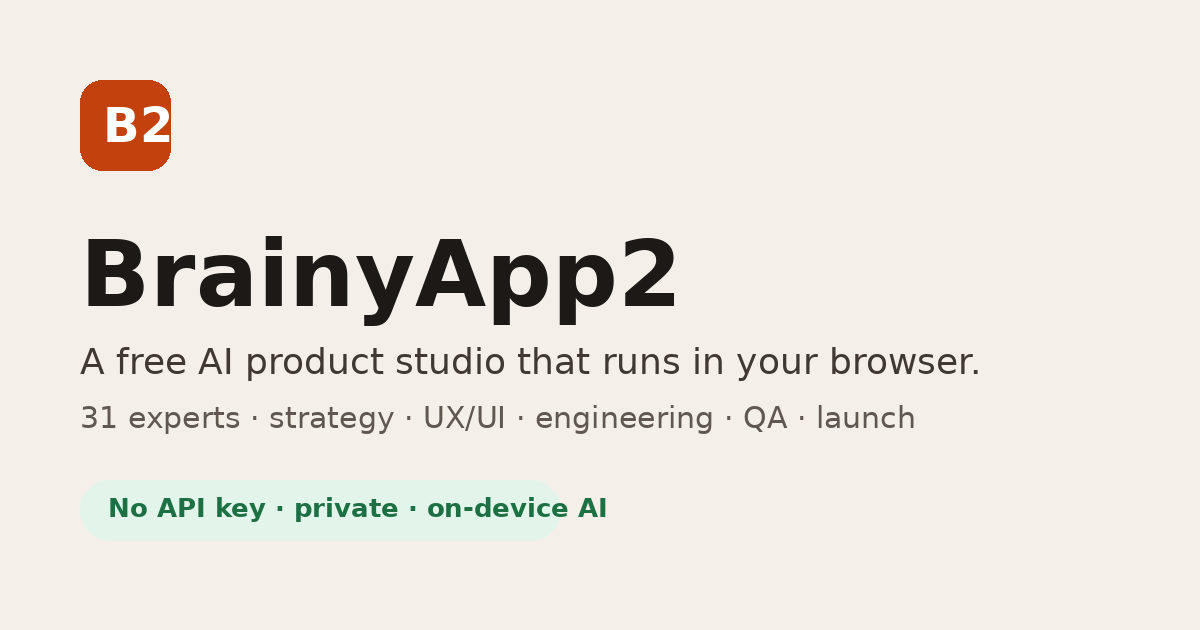 B2
BrainyApp2
A free AI product studio that runs in your browser.
31 experts · strategy · UX/UI · engineering · QA · launch
No API key · private · on-device AI